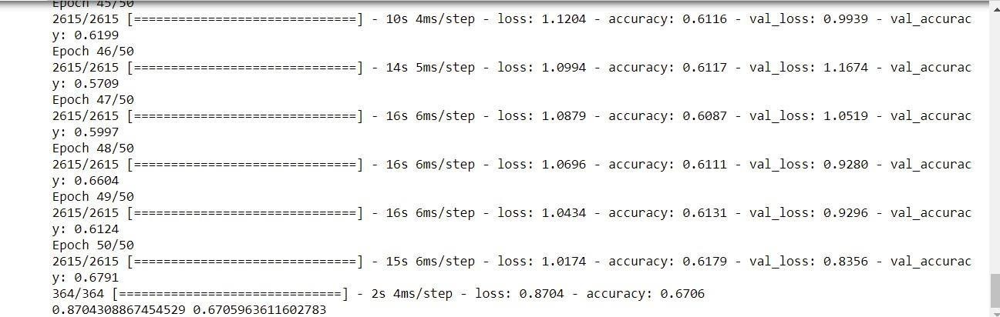 Epoch 45/50
2615/2615 [==============================] - 10s 4ms/step - loss: 1.1204 - accuracy: 0.6116 - val_loss: 0.9939 - val_accurac
y: 0.6199
Epoch 46/50
2615/2615 [==============================] - 14s 5ms/step - loss: 1.0994 - accuracy: 0.6117 - val_loss: 1.1674 - val_accurac
y: 0.5709
Epoch 47/50
2615/2615 [==============================] - 16s 6ms/step - loss: 1.0879 - accuracy: 0.6087 - val_loss: 1.0519 - val_accurac
y: 0.5997
Epoch 48/50
2615/2615 [==============================] - 16s 6ms/step - loss: 1.0696 - accuracy: 0.6111 - val_loss: 0.9280 - val_accurac
y: 0.6604
Epoch 49/50
2615/2615 [==============================] - 16s 6ms/step - loss: 1.0434 - accuracy: 0.6131 - val_loss: 0.9296 - val_accurac
y: 0.6124
Epoch 50/50
2615/2615 [==============================] - 15s 6ms/step - loss: 1.0174 - accuracy: 0.6179 - val_loss: 0.8356 - val_accurac
y: 0.6791
364/364 [==============================] - 2s 4ms/step - loss: 0.8704 - accuracy: 0.6706
0.8704308867454529 0.6705963611602783